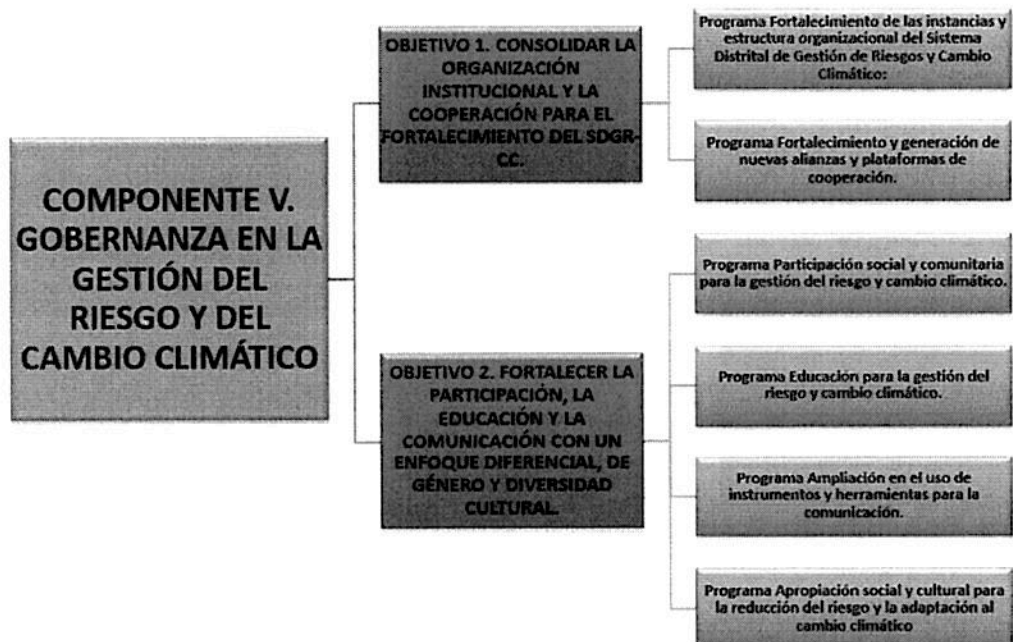 COMPONENTE V.
GOBERNANZA EN LA
GESTIÓN DEL
RIESGO Y DEL
CAMBIO CLIMÁTICO
OBJETIVO 1. CONSOLIDAR LA
ORGANIZACIÓN
INSTITUCIONAL Y LA
COOPERACIÓN PARA EL
FORTALECIMIENTO DEL SDGR-
CC.
Programa Fortalecimiento de las instancias y
estructura organizacional del Sistema
Distrital de Gestión de Riesgos y Cambio
Climático:
Programa Fortalecimiento y generación de
nuevas alianzas y plataformas de
cooperación.
OBJETIVO 2. FORTALECER LA
PARTICIPACIÓN, LA
EDUCACIÓN Y LA
COMUNICACIÓN CON UN
ENFOQUE DIFERENCIAL, DE
GÉNERO Y DIVERSIDAD
CULTURAL.
Programa Participación social y comunitaria
para la gestión del riesgo y cambio climático.
Programa Educación para la gestión del
riesgo y cambio climático.
Programa Ampliación en el uso de
instrumentos y herramientas para la
comunicación.
Programa Apropiación social y cultural para
la reducción del riesgo y la adaptación al
cambio climático